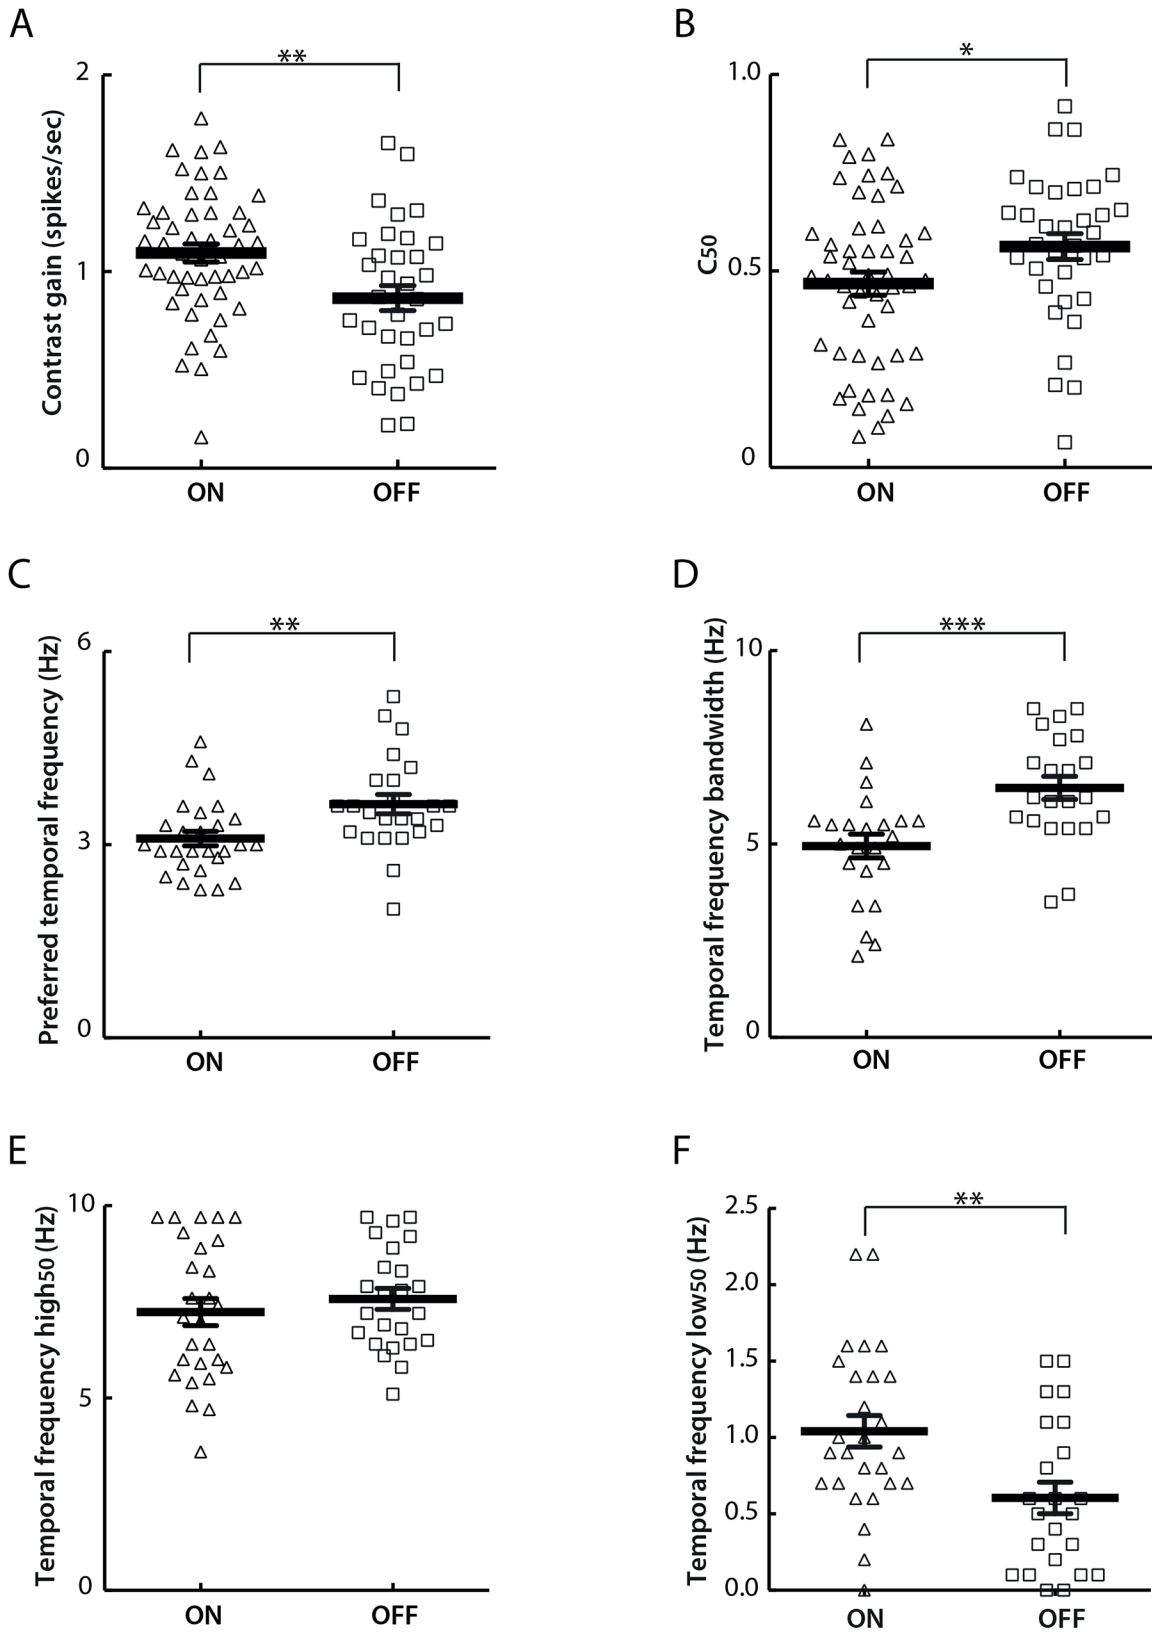 A
**
Contrast gain (spikes/sec)
2
1
0
ON
OFF
B
*
C50
1.0
0.5
0
ON
OFF
C
**
Preferred temporal frequency (Hz)
6
3
0
ON
OFF
D
***
Temporal frequency bandwidth (Hz)
10
5
0
ON
OFF
E
Temporal frequency high50 (Hz)
10
5
0
ON
OFF
F
**
Temporal frequency low50 (Hz)
2.5
2.0
1.5
1.0
0.5
0.0
ON
OFF